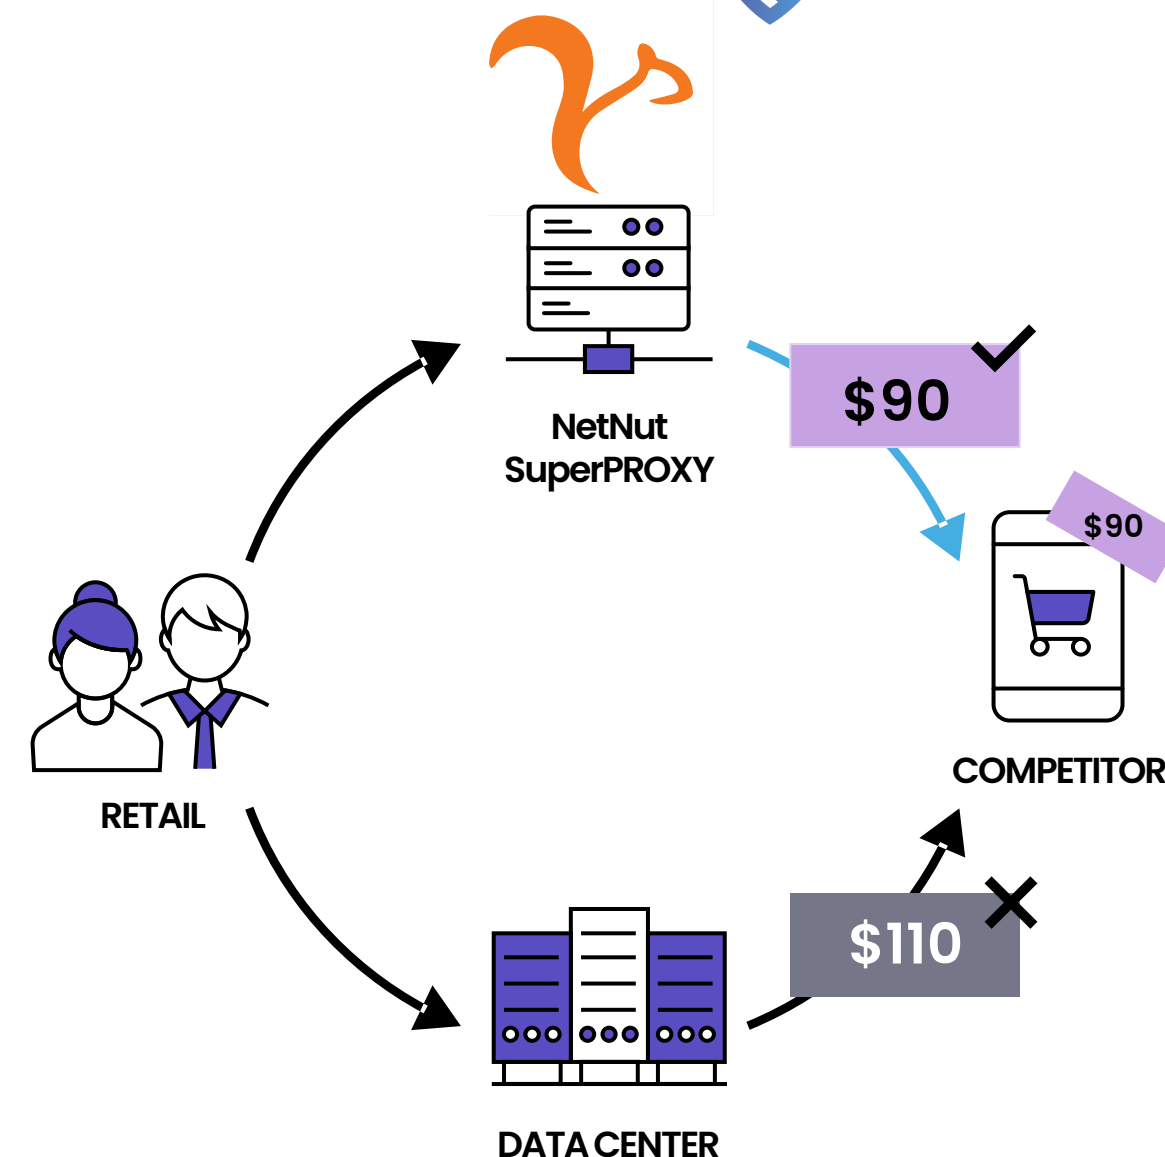 NetNut
SuperPROXY
$90
$90
COMPETITOR
RETAIL
$110
DATA CENTER